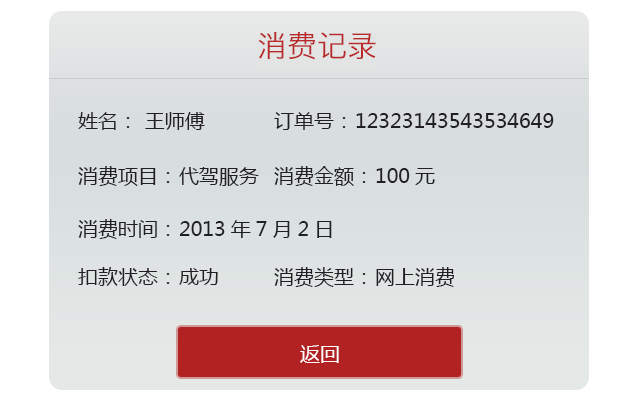 消费记录
姓名： 王师傅 订单号：12323143543534649
消费项目：代驾服务 消费金额：100 元
消费时间：2013 年 7 月 2 日
扣款状态：成功 消费类型：网上消费
返回